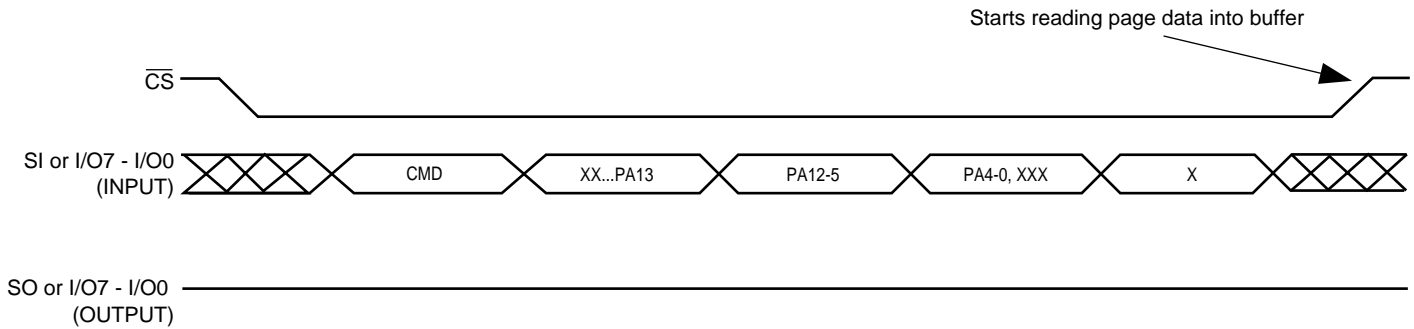 Starts reading page data into buffer
CS
SI or I/O7 - I/O0
(INPUT)
CMD
XX...PA13
PA12-5
PA4-0, XXX
X
SO or I/O7 - I/O0
(OUTPUT)